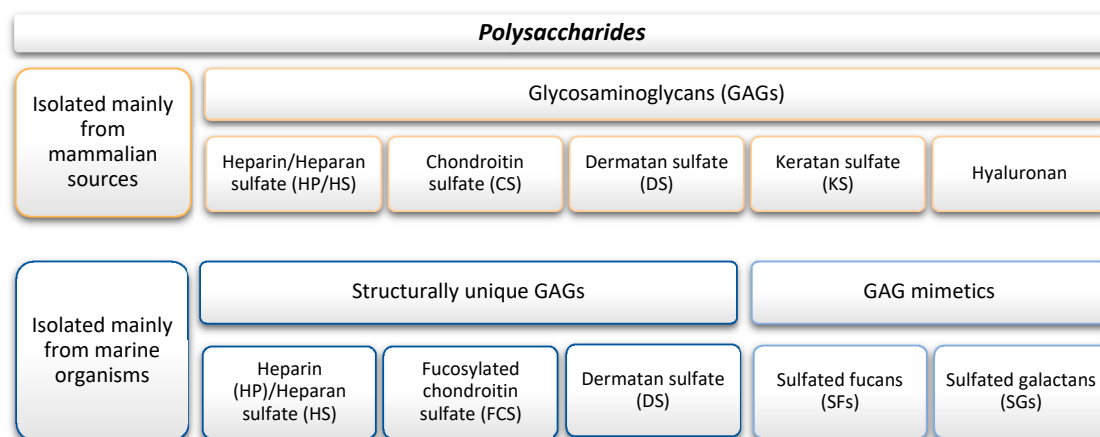 Polysaccharides
Isolated mainly
from
mammalian
sources
Glycosaminoglycans (GAGs)
Heparin/Heparan
sulfate (HP/HS)
Chondroitin
sulfate (CS)
Dermatan sulfate
(DS)
Keratan sulfate
(KS)
Hyaluronan
Isolated mainly
from marine
organisms
Structurally unique GAGs
GAG mimetics
Heparin
(HP)/Heparan
sulfate (HS)
Fucosylated
chondroitin
sulfate (FCS)
Dermatan sulfate
(DS)
Sulfated fucans
(SFs)
Sulfated galactans
(SGs)